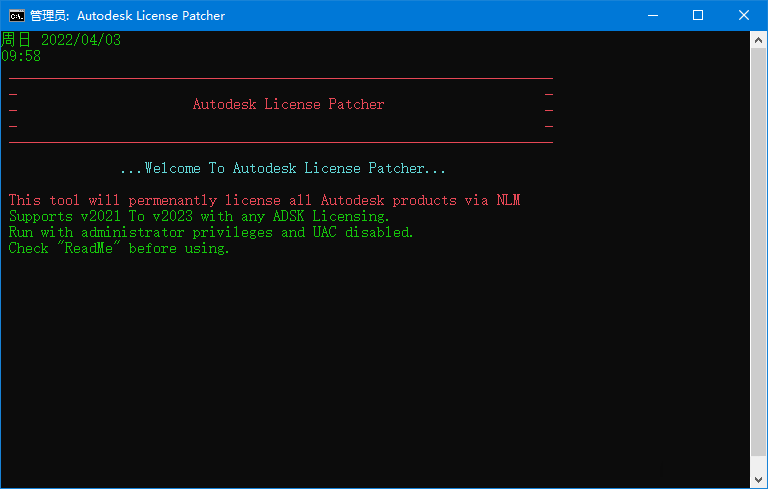 管理员: Autodesk License Patcher
周日 2022/04/03
09:58
Autodesk License Patcher
...Welcome To Autodesk License Patcher...
This tool will permenantly license all Autodesk products via NLM
Supports v2021 To v2023 with any ADSK Licensing.
Run with administrator privileges and UAC disabled.
Check "ReadMe" before using.